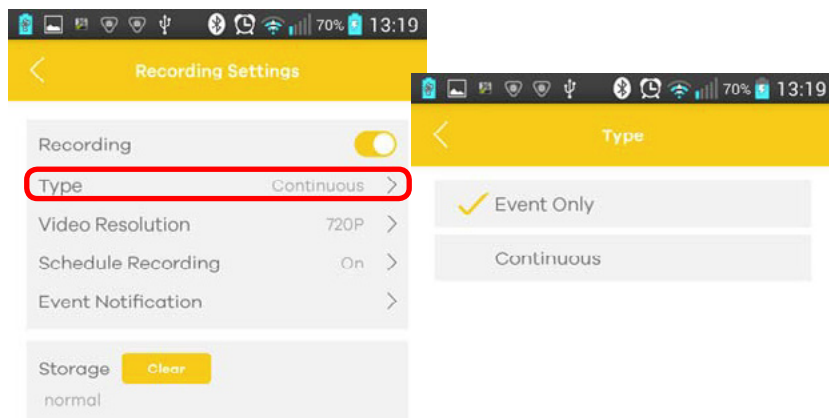 70% 13:19
Recording Settings
Recording
Type Continuous
Video Resolution 720P
Schedule Recording On
Event Notification
Storage Clear
normal
70% 13:19
Type
Event Only
Continuous